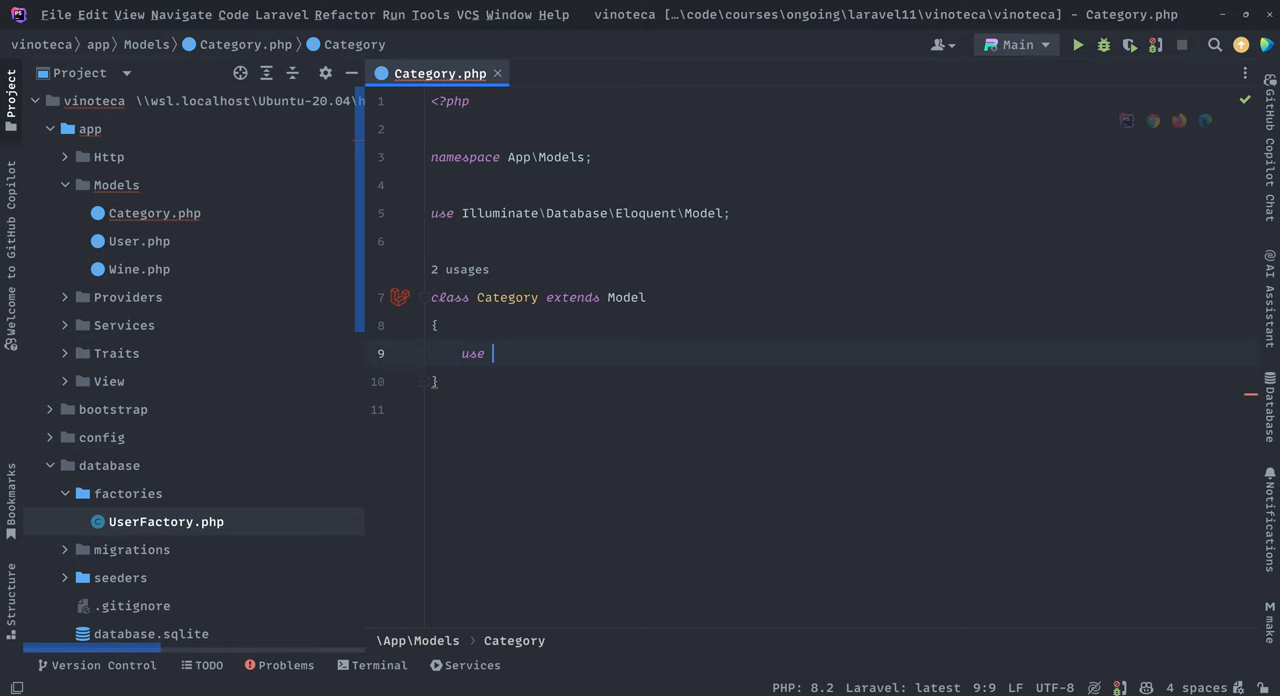 File Edit View Navigate Code Laravel Refactor Run Tools VCS Window Help vinoteca […\code\courses\ongoing\laravel11\vinoteca\vinoteca] - Category.php
vinoteca app Models Category.php Category
Main
Project
Category.php
vinoteca \\wsl.localhost\Ubuntu-20.04\h
app
Http
Models
Category.php
User.php
Wine.php
Providers
Services
Traits
View
bootstrap
config
database
factories
UserFactory.php
migrations
seeders
.gitignore
database.sqlite
1 <?php
2
3 namespace App\Models;
4
5 use Illuminate\Database\Eloquent\Model;
6
2 usages
7 class Category extends Model
8 {
9 use
10 }
11
\App\Models Category
Project
Welcome to GitHub Copilot
Bookmarks
Structure
GitHub Copilot Chat
AI Assistant
Database
Notifications
make
Version Control TODO Problems Terminal Services
PHP: 8.2 Laravel: latest 9:9 LF UTF-8 4 spaces